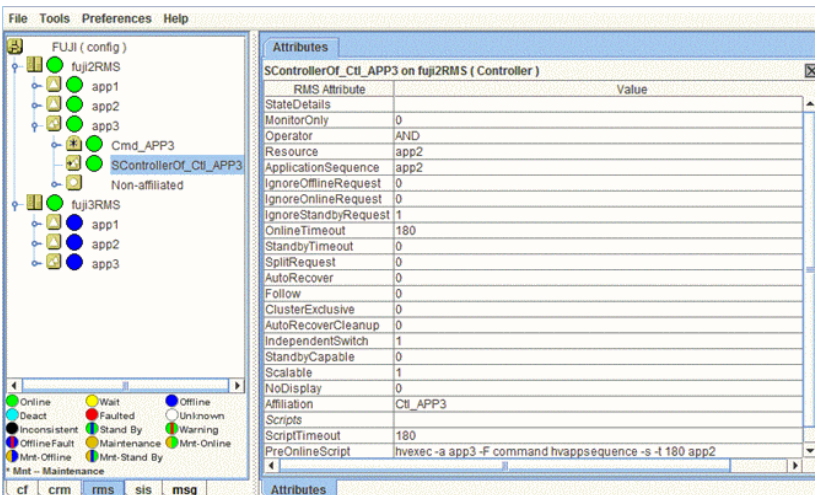 File Tools Preferences Help
FUJI ( config )
fuji2RMS
app1
app2
app3
Cmd_APP3
SControllerOf_Ctl_APP3
Non-affiliated
fuji3RMS
app1
app2
app3
Online Wait Offline
Deact Faulted Unknown
Inconsistent Stand By Warning
OfflineFault Maintenance Mnt-Online
Mnt-Offline Mnt-Stand By
* Mnt -- Maintenance
cf crm rms sis msg
Attributes
SControllerOf_Ctl_APP3 on fuji2RMS ( Controller )
RMS Attribute Value
StateDetails
MonitorOnly 0
Operator AND
Resource app2
ApplicationSequence app2
IgnoreOfflineRequest 0
IgnoreOnlineRequest 0
IgnoreStandbyRequest 1
OnlineTimeout 180
StandbyTimeout 0
SplitRequest 0
AutoRecover 0
Follow 0
ClusterExclusive 0
AutoRecoverCleanup 0
IndependentSwitch 1
StandbyCapable 0
Scalable 1
NoDisplay 0
Affiliation Ctl_APP3
Scripts
ScriptTimeout 180
PreOnlineScript hvexec -a app3 -F command hvappsequence -s -t 180 app2
Attributes